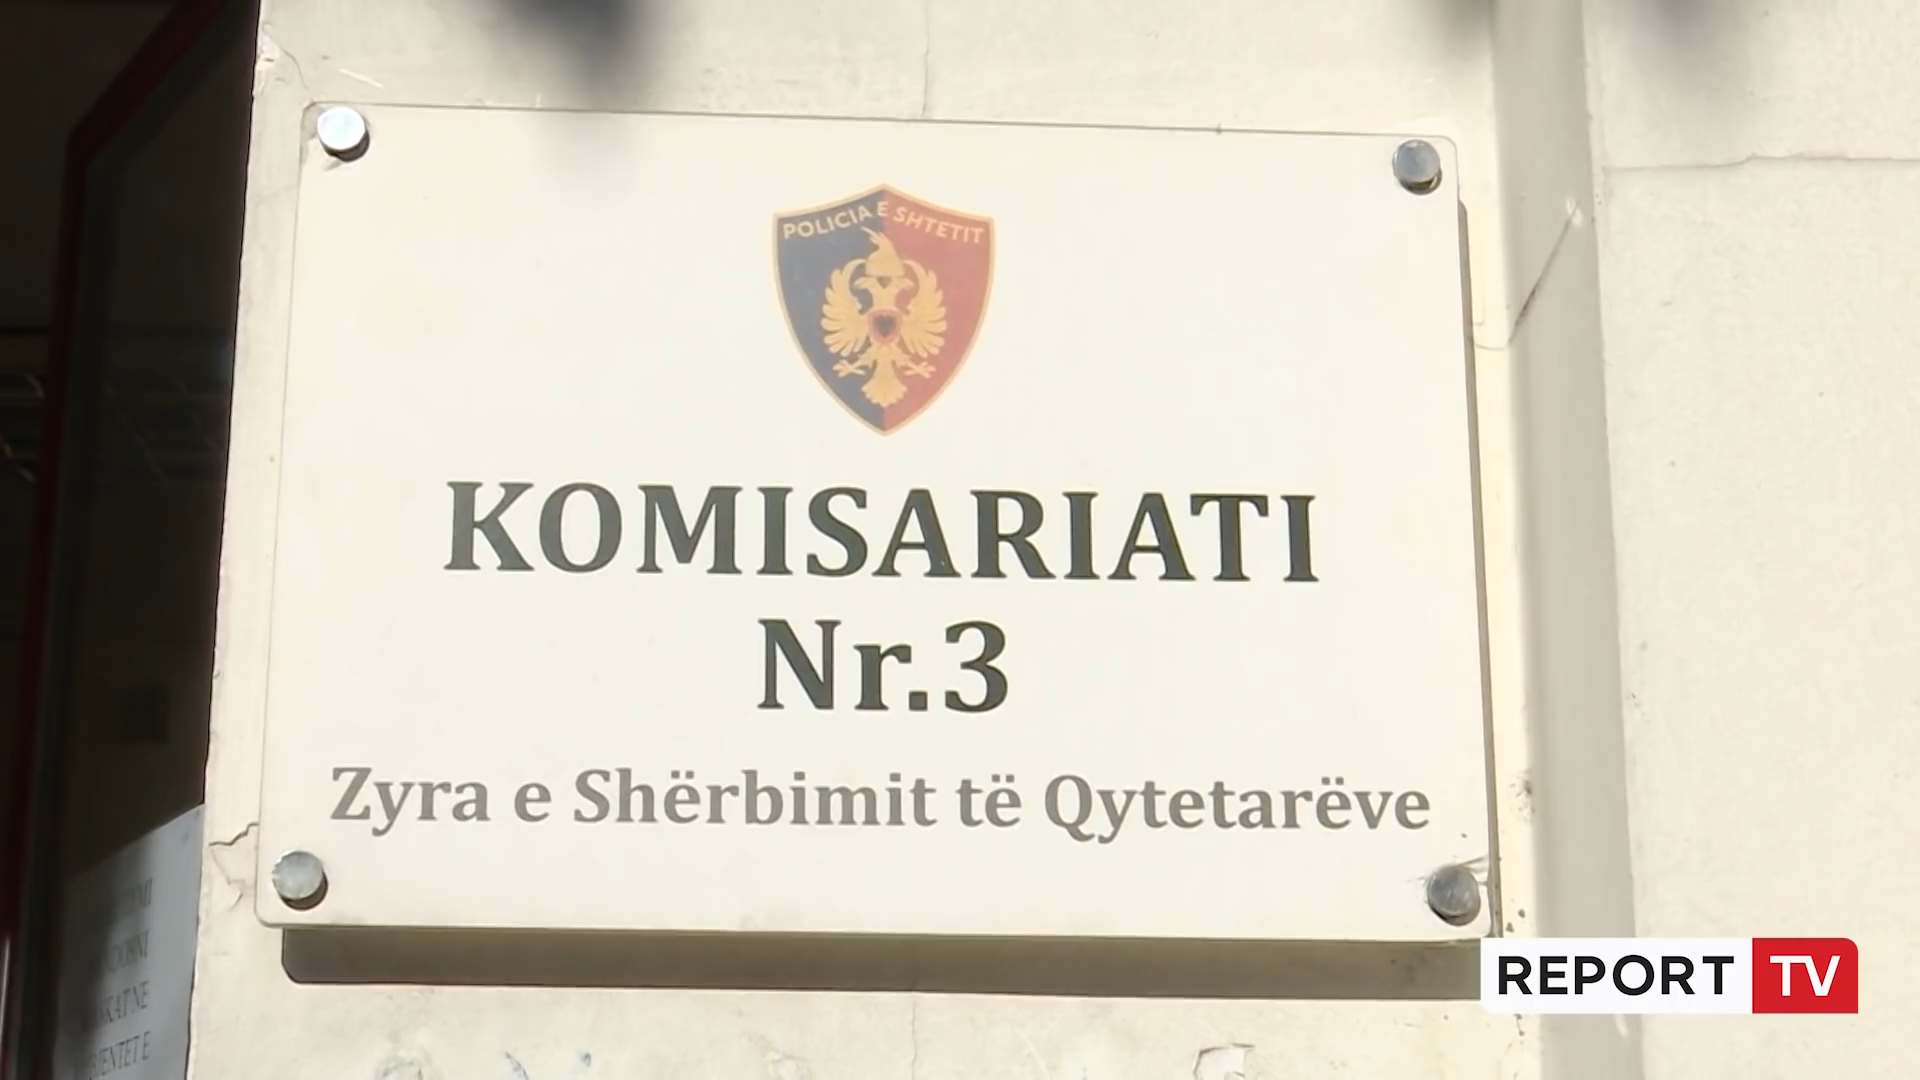 POLICIA E SHTETIT
KOMISARIATI
Nr.3
Zyra e Shërbimit të Qytetarëve
REPORT TV